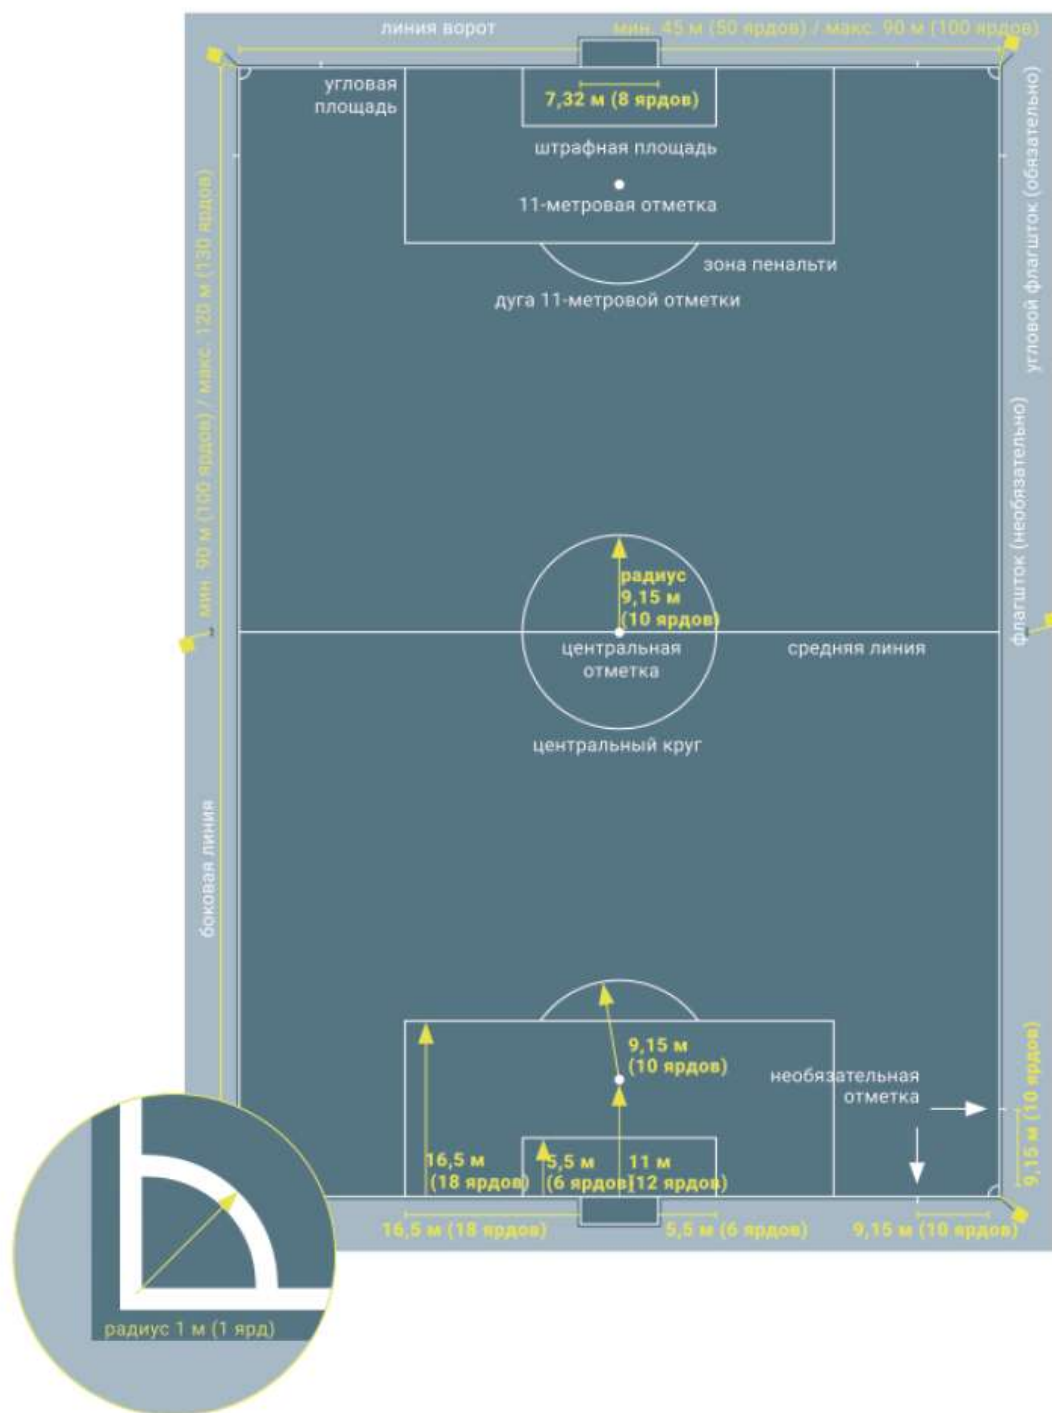 линия ворот
мин. 45 м (50 ярдов) / макс. 90 м (100 ярдов)
угловая
площадь
7,32 м (8 ярдов)
штрафная площадь
11-метровая отметка
зона пенальти
дуга 11-метровой отметки
угловой флагшток (обязательно)
мин. 90 м (100 ярдов) / макс. 120 м (130 ярдов)
флагшток (необязательно)
радиус
9,15 м
(10 ярдов)
центральная
отметка
средняя линия
центральный круг
боковая линия
9,15 м
(10 ярдов)
необязательная
отметка
9,15 м (10 ярдов)
16,5 м
(18 ярдов)
5,5 м
(6 ярдов)
11 м
(12 ярдов)
16,5 м (18 ярдов)
5,5 м (6 ярдов)
9,15 м (10 ярдов)
радиус 1 м (1 ярд)